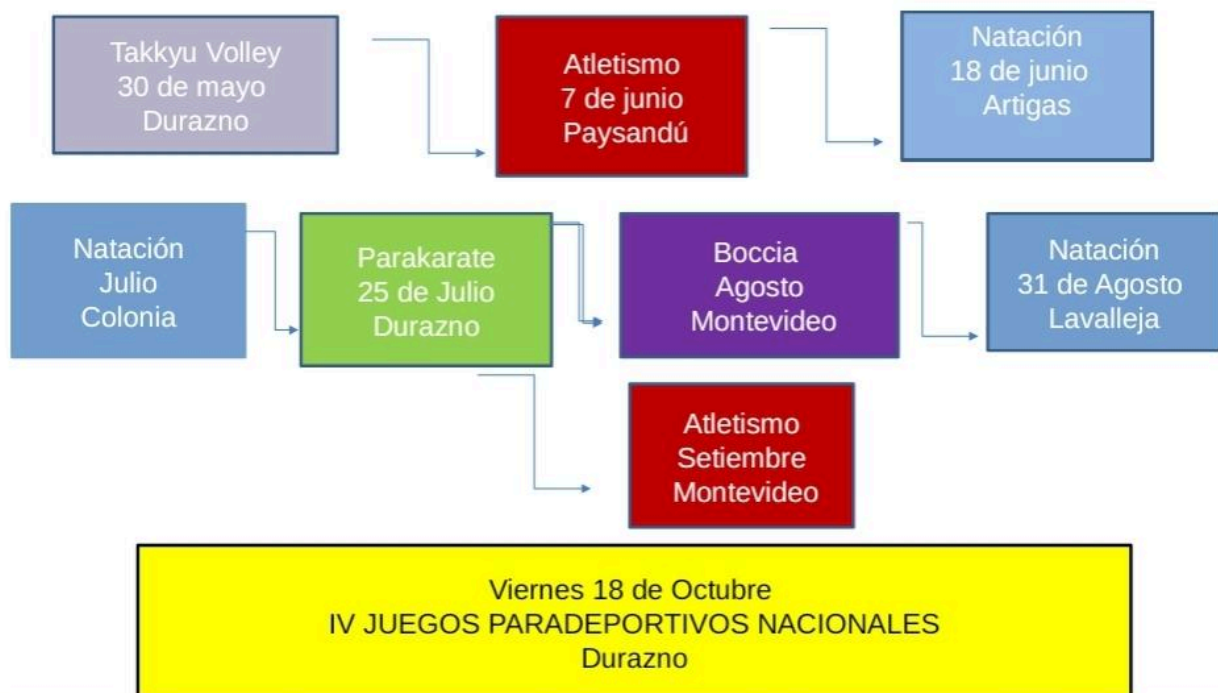 Takkyu Volley
30 de mayo
Durazno
Atletismo
7 de junio
Paysandú
Natación
18 de junio
Artigas
Natación
Julio
Colonia
Parakarate
25 de Julio
Durazno
Boccia
Agosto
Montevideo
Natación
31 de Agosto
Lavalleja
Atletismo
Setiembre
Montevideo
Viernes 18 de Octubre
IV JUEGOS PARADEPORTIVOS NACIONALES
Durazno